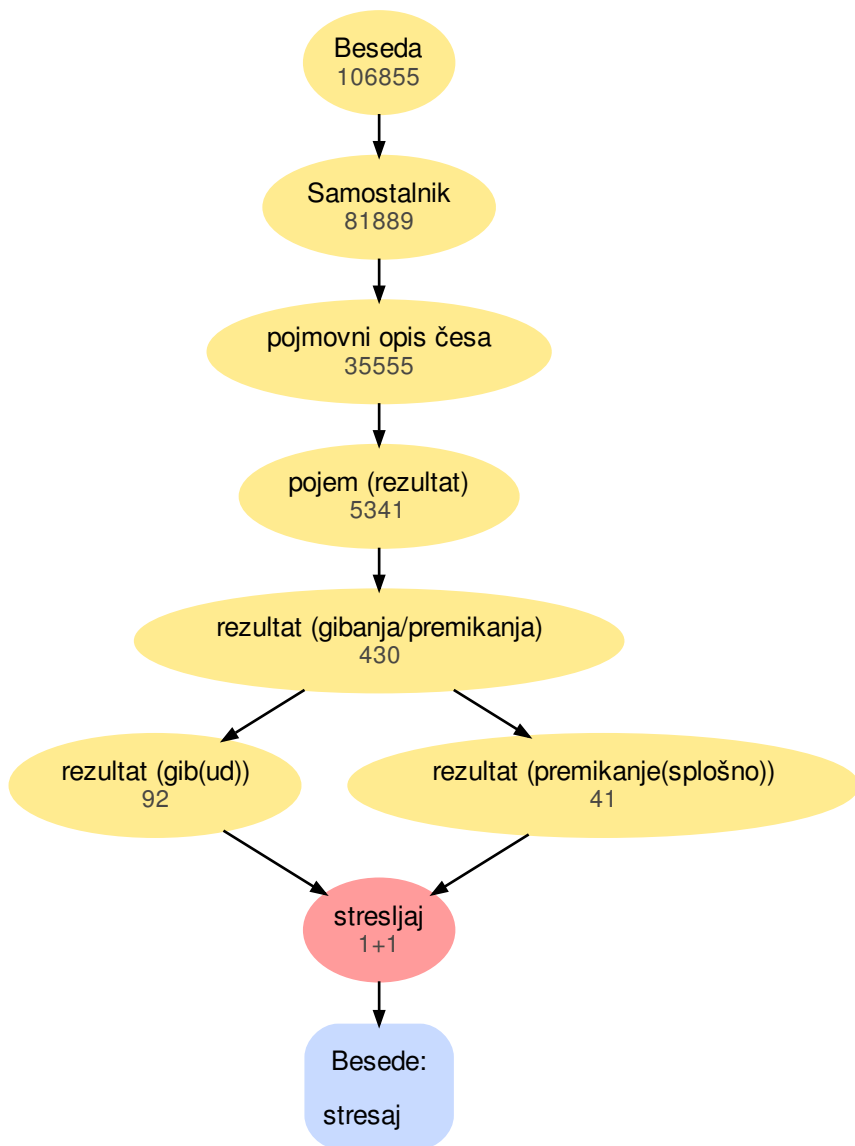 Beseda
106855
Samostalnik
81889
pojmovni opis česa
35555
pojem (rezultat)
5341
rezultat (gibanja/premikanja)
430
rezultat (gib(ud))
92
rezultat (premikanje(splošno))
41
stresljaj
1+1
Besede:
stresaj